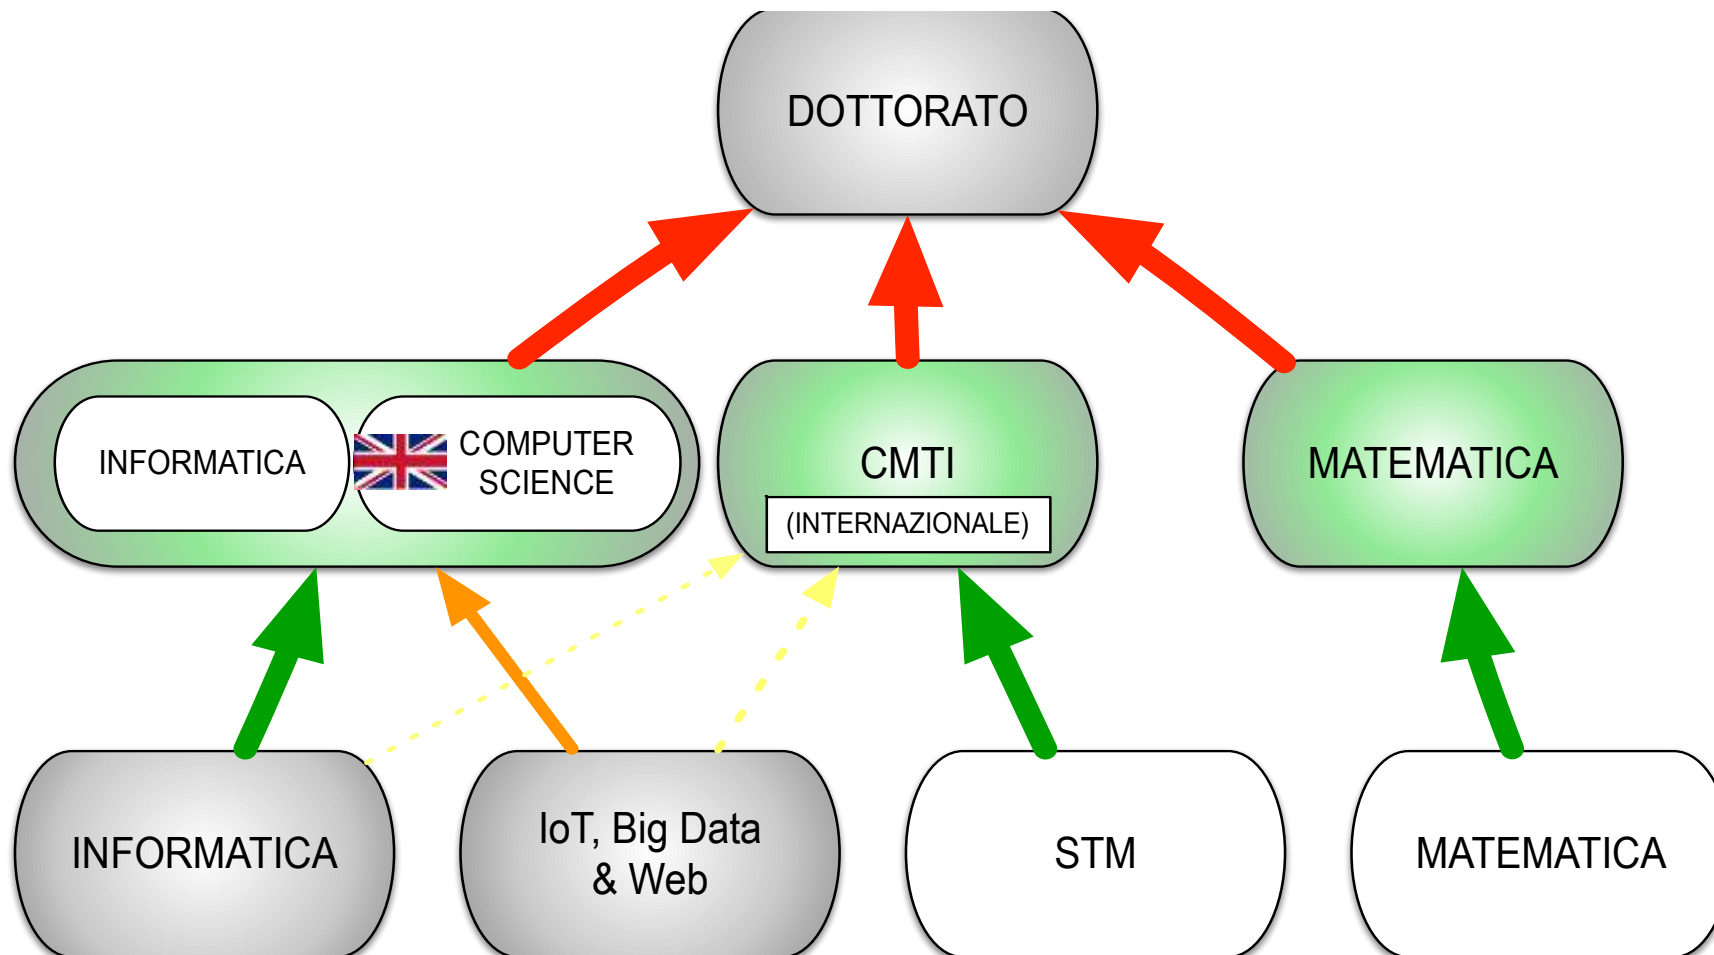 DOTTORATO
INFORMATICA
COMPUTER
SCIENCE
CMTI
(INTERNAZIONALE)
MATEMATICA
INFORMATICA
IoT, Big Data
& Web
STM
MATEMATICA